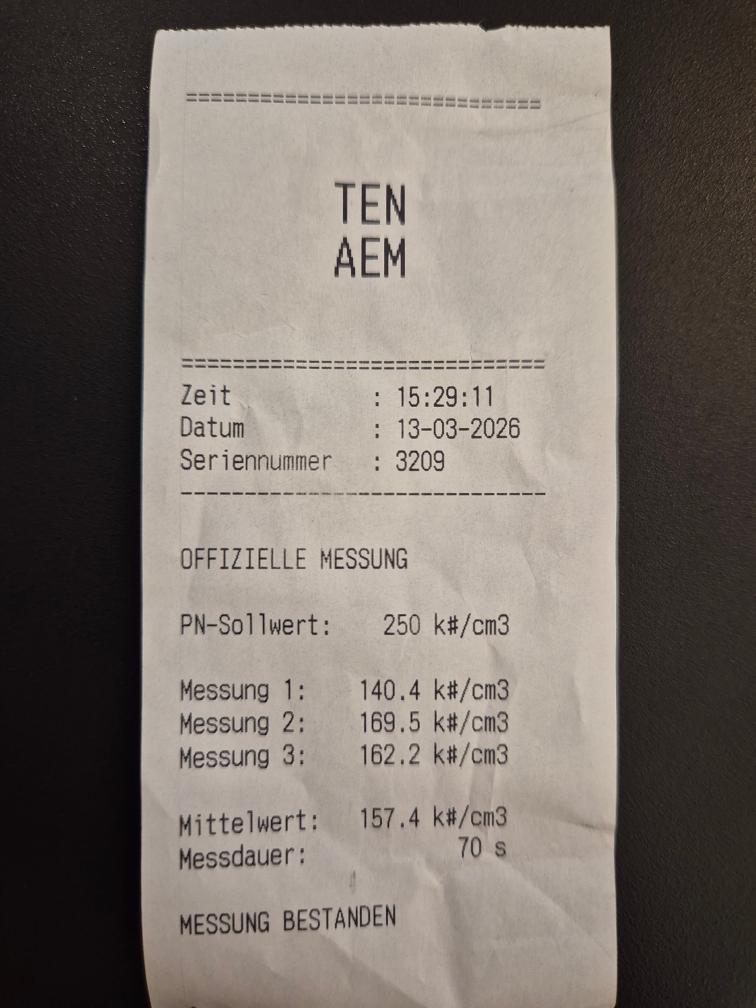 ============================
TEN
AEM
==============================
Zeit : 15:29:11
Datum : 13-03-2026
Seriennummer : 3209
------------------------------
OFFIZIELLE MESSUNG
PN-Sollwert: 250 k#/cm3
Messung 1: 140.4 k#/cm3
Messung 2: 169.5 k#/cm3
Messung 3: 162.2 k#/cm3
Mittelwert: 157.4 k#/cm3
Messdauer: 70 s
MESSUNG BESTANDEN